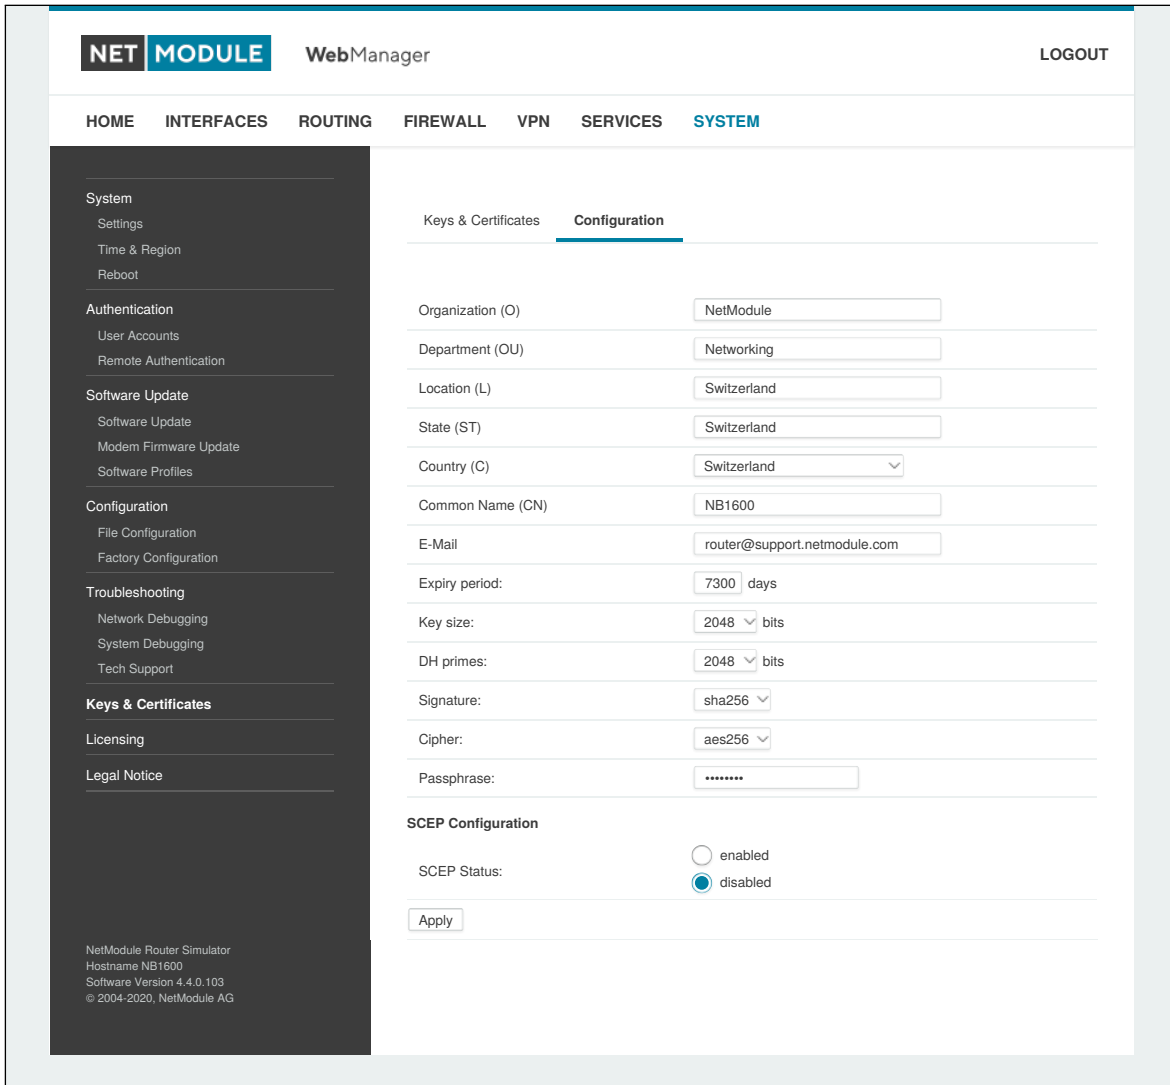 NET MODULE WebManager LOGOUT
HOME INTERFACES ROUTING FIREWALL VPN SERVICES SYSTEM
System
Settings
Time & Region
Reboot
Authentication
User Accounts
Remote Authentication
Software Update
Software Update
Modem Firmware Update
Software Profiles
Configuration
File Configuration
Factory Configuration
Troubleshooting
Network Debugging
System Debugging
Tech Support
Keys & Certificates
Licensing
Legal Notice
NetModule Router Simulator
Hostname NB1600
Software Version 4.4.0.103
© 2004-2020, NetModule AG
Keys & Certificates Configuration
Organization (O) NetModule
Department (OU) Networking
Location (L) Switzerland
State (ST) Switzerland
Country (C) Switzerland
Common Name (CN) NB1600
E-Mail router@support.netmodule.com
Expiry period: 7300 days
Key size: 2048 bits
DH primes: 2048 bits
Signature: sha256
Cipher: aes256
Passphrase: ••••••••
SCEP Configuration
SCEP Status: enabled
disabled
Apply